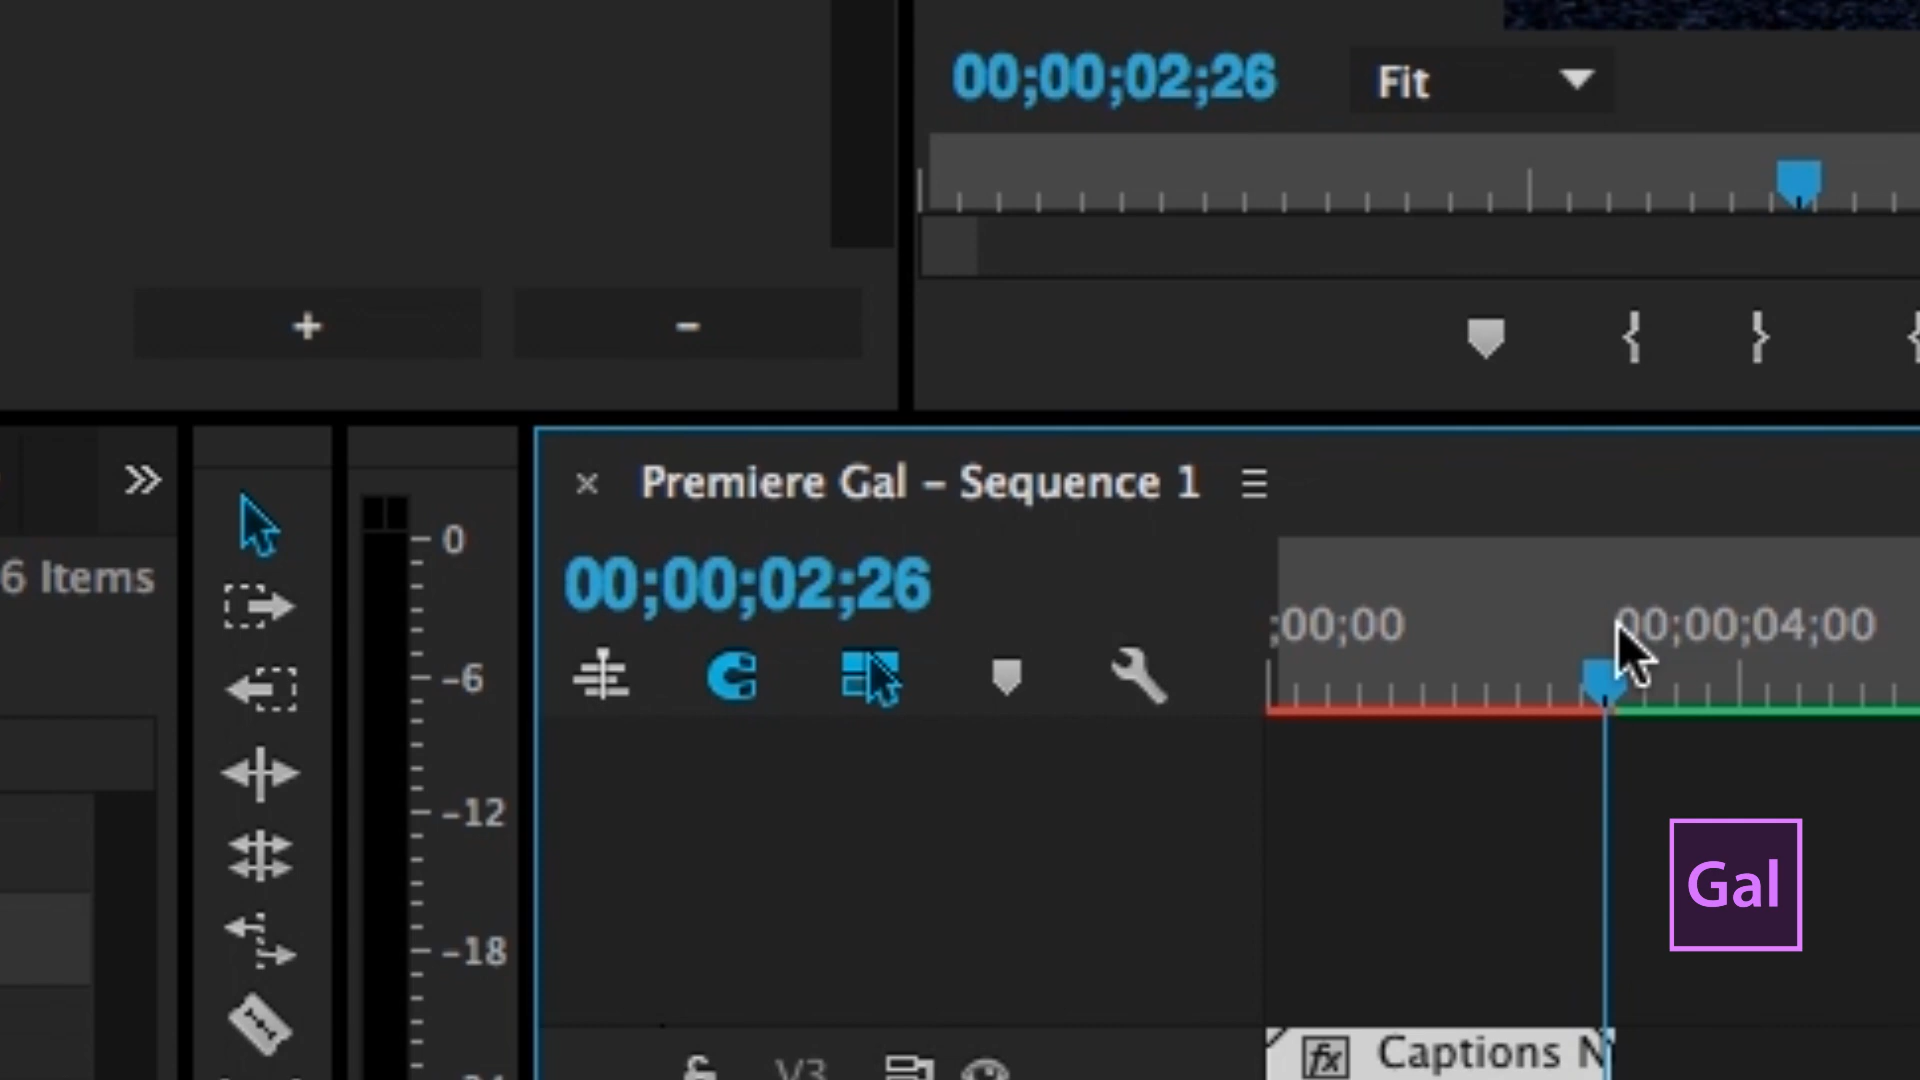 00;00;02;26
Fit
+
-
Premiere Gal – Sequence 1
6 Items
0
00;00;02;26
;00;00
00;00;04;00
-6
-12
Gal
-18
fx
Captions
V3